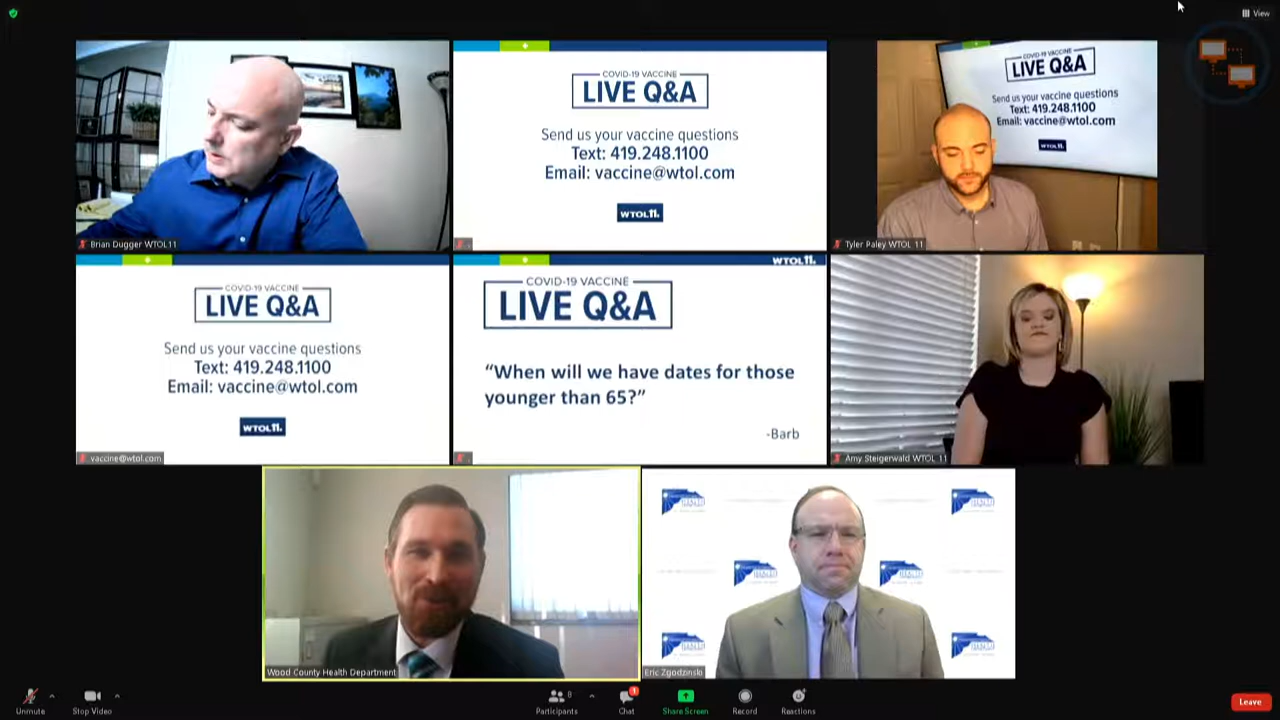 View
COVID-19 VACCINE
LIVE Q&A
Send us your vaccine questions
Text: 419.248.1100
Email: vaccine@wtol.com
WTOL11.
COVID-19 VACCINE
LIVE Q&A
Send us your vaccine questions
Text: 419.248.1100
Email: vaccine@wtol.com
WTOL11.
Brian Dugger WTOL11
Tyler Paley WTOL 11
COVID-19 VACCINE
LIVE Q&A
Send us your vaccine questions
Text: 419.248.1100
Email: vaccine@wtol.com
WTOL11.
WTOL11.
COVID-19 VACCINE
LIVE Q&A
“When will we have dates for those
younger than 65?”
-Barb
vaccine@wtol.com
Amy Steigerwald WTOL 11
Wood County Health Department
Eric Zgodzinski
Unmute
Stop Video
Participants
8
Chat
1
Share Screen
Record
Reactions
Leave